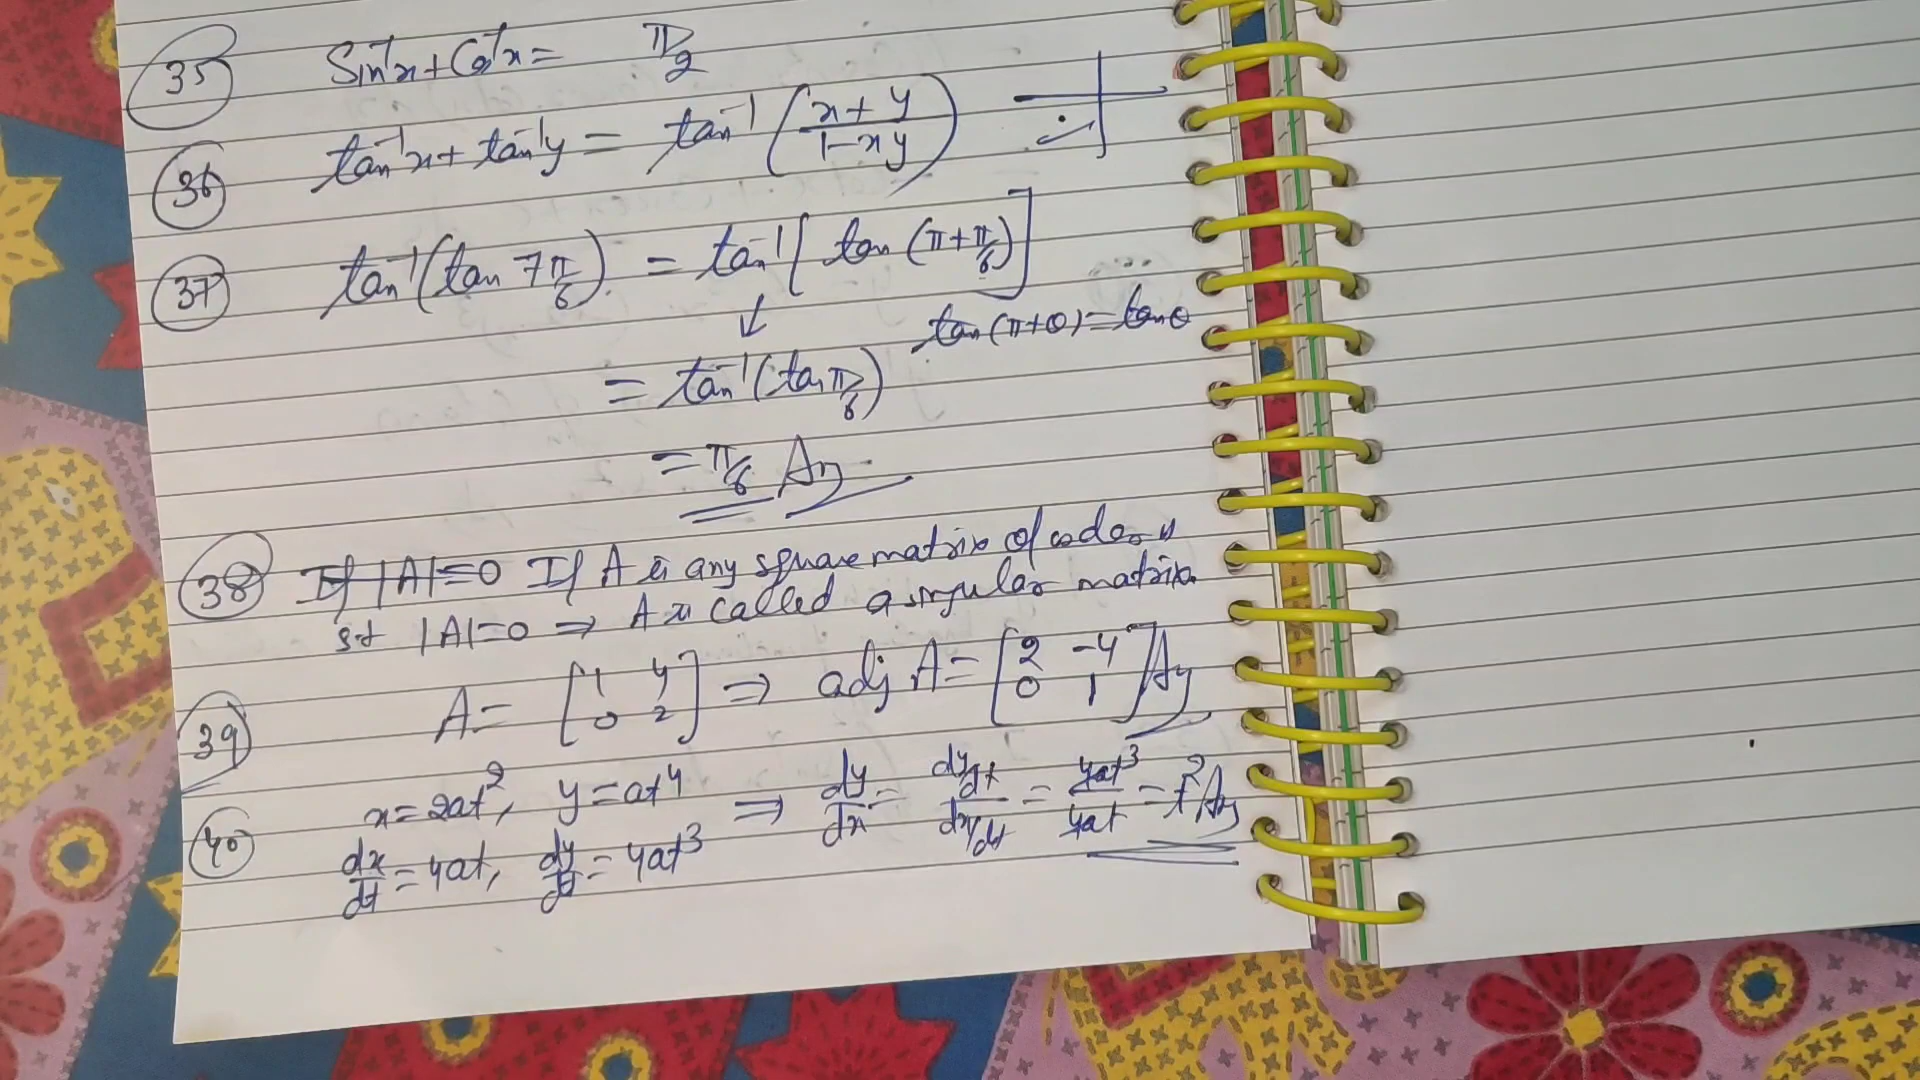 (35) Sin⁻¹x + Cos⁻¹x = π/2
(36) tan⁻¹x + tan⁻¹y = tan⁻¹((x+y)/(1-xy))
(37) tan⁻¹(tan 7π/6) = tan⁻¹[tan(π+π/6)]
tan(π+θ)=tanθ
= tan⁻¹(tan π/6)
= π/6 Ans
(38) If |A|=0 If A is any square matrix of order n
s.t |A|=0 ⇒ A is called a singular matrix.
(39) A = [1 4; 0 2] ⇒ adj A = [2 -4; 0 1] Ans
(40) x=2at², y=at⁴ ⇒ dy/dx = (dy/dt)/(dx/dt) = 4at³/4at = t² Ans
dx/dt = 4at, dy/dt = 4at³